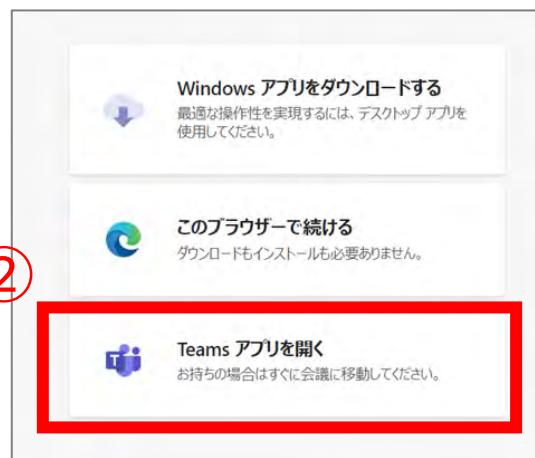 Windows アプリをダウンロードする
最適な操作性を実現するには、デスクトップ アプリを
使用してください。
このブラウザーで続ける
ダウンロードもインストールも必要ありません。
②
Teams アプリを開く
お持ちの場合はすぐに会議に移動してください。